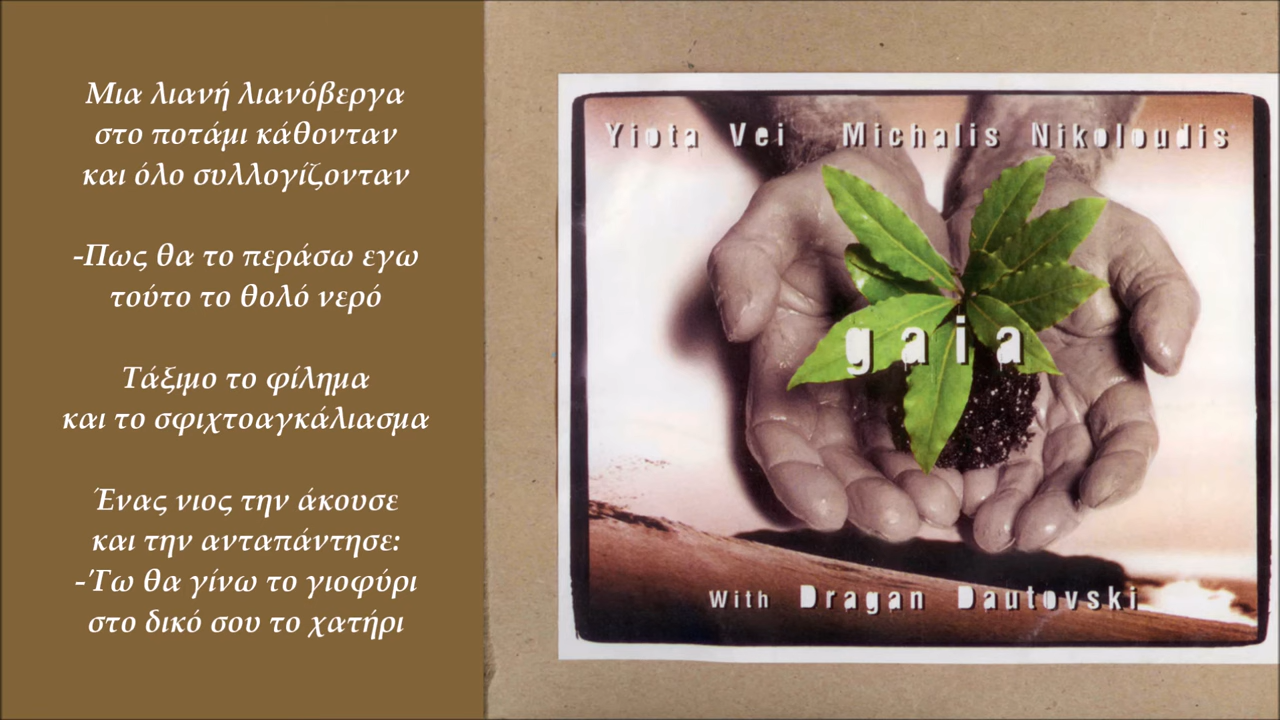 Μια λιανή λιανόβεργα
στο ποτάμι κάθονταν
και όλο συλλογίζονταν
-Πως θα το περάσω εγω
τούτο το θολό νερό
Τάξιμο το φίλημα
και το σφιχτοαγκάλιασμα
Ένας νιος την άκουσε
και την ανταπάντησε:
-Ίω θα γίνω το γιοφύρι
στο δικό σου το χατήρι
Yiota Vei Michalis Nikoloudis
gaia
With Dragan Dautovski